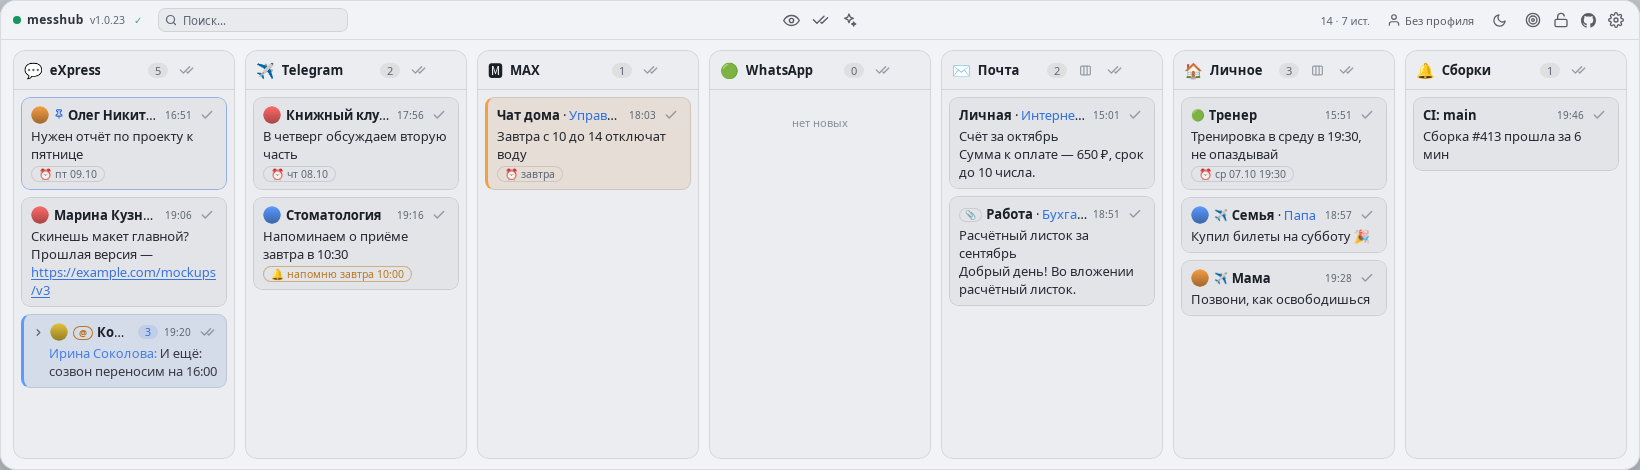 messhub v1.0.23 ✓ Поиск... 14 · 7 ист. Без профиля
💬 eXpress 5
Олег Никит... 16:51
Нужен отчёт по проекту к
пятнице
⏰ пт 09.10
Марина Кузн... 19:06
Скинешь макет главной?
Прошлая версия —
https://example.com/mockups
/v3
@ Ко... 3 19:20
Ирина Соколова: И ещё:
созвон переносим на 16:00
✈️ Telegram 2
Книжный клу... 17:56
В четверг обсуждаем вторую
часть
⏰ чт 08.10
Стоматология 19:16
Напоминаем о приёме
завтра в 10:30
🔔 напомню завтра 10:00
M MAX 1
Чат дома · Управ... 18:03
Завтра с 10 до 14 отключат
воду
⏰ завтра
🟢 WhatsApp 0
нет новых
✉️ Почта 2
Личная · Интерне... 15:01
Счёт за октябрь
Сумма к оплате — 650 ₽, срок
до 10 числа.
📎 Работа · Бухга... 18:51
Расчётный листок за
сентябрь
Добрый день! Во вложении
расчётный листок.
🏠 Личное 3
🟢 Тренер 15:51
Тренировка в среду в 19:30,
не опаздывай
⏰ ср 07.10 19:30
✈️ Семья · Папа 18:57
Купил билеты на субботу 🎉
✈️ Мама 19:28
Позвони, как освободишься
🔔 Сборки 1
CI: main 19:46
Сборка #413 прошла за 6
мин